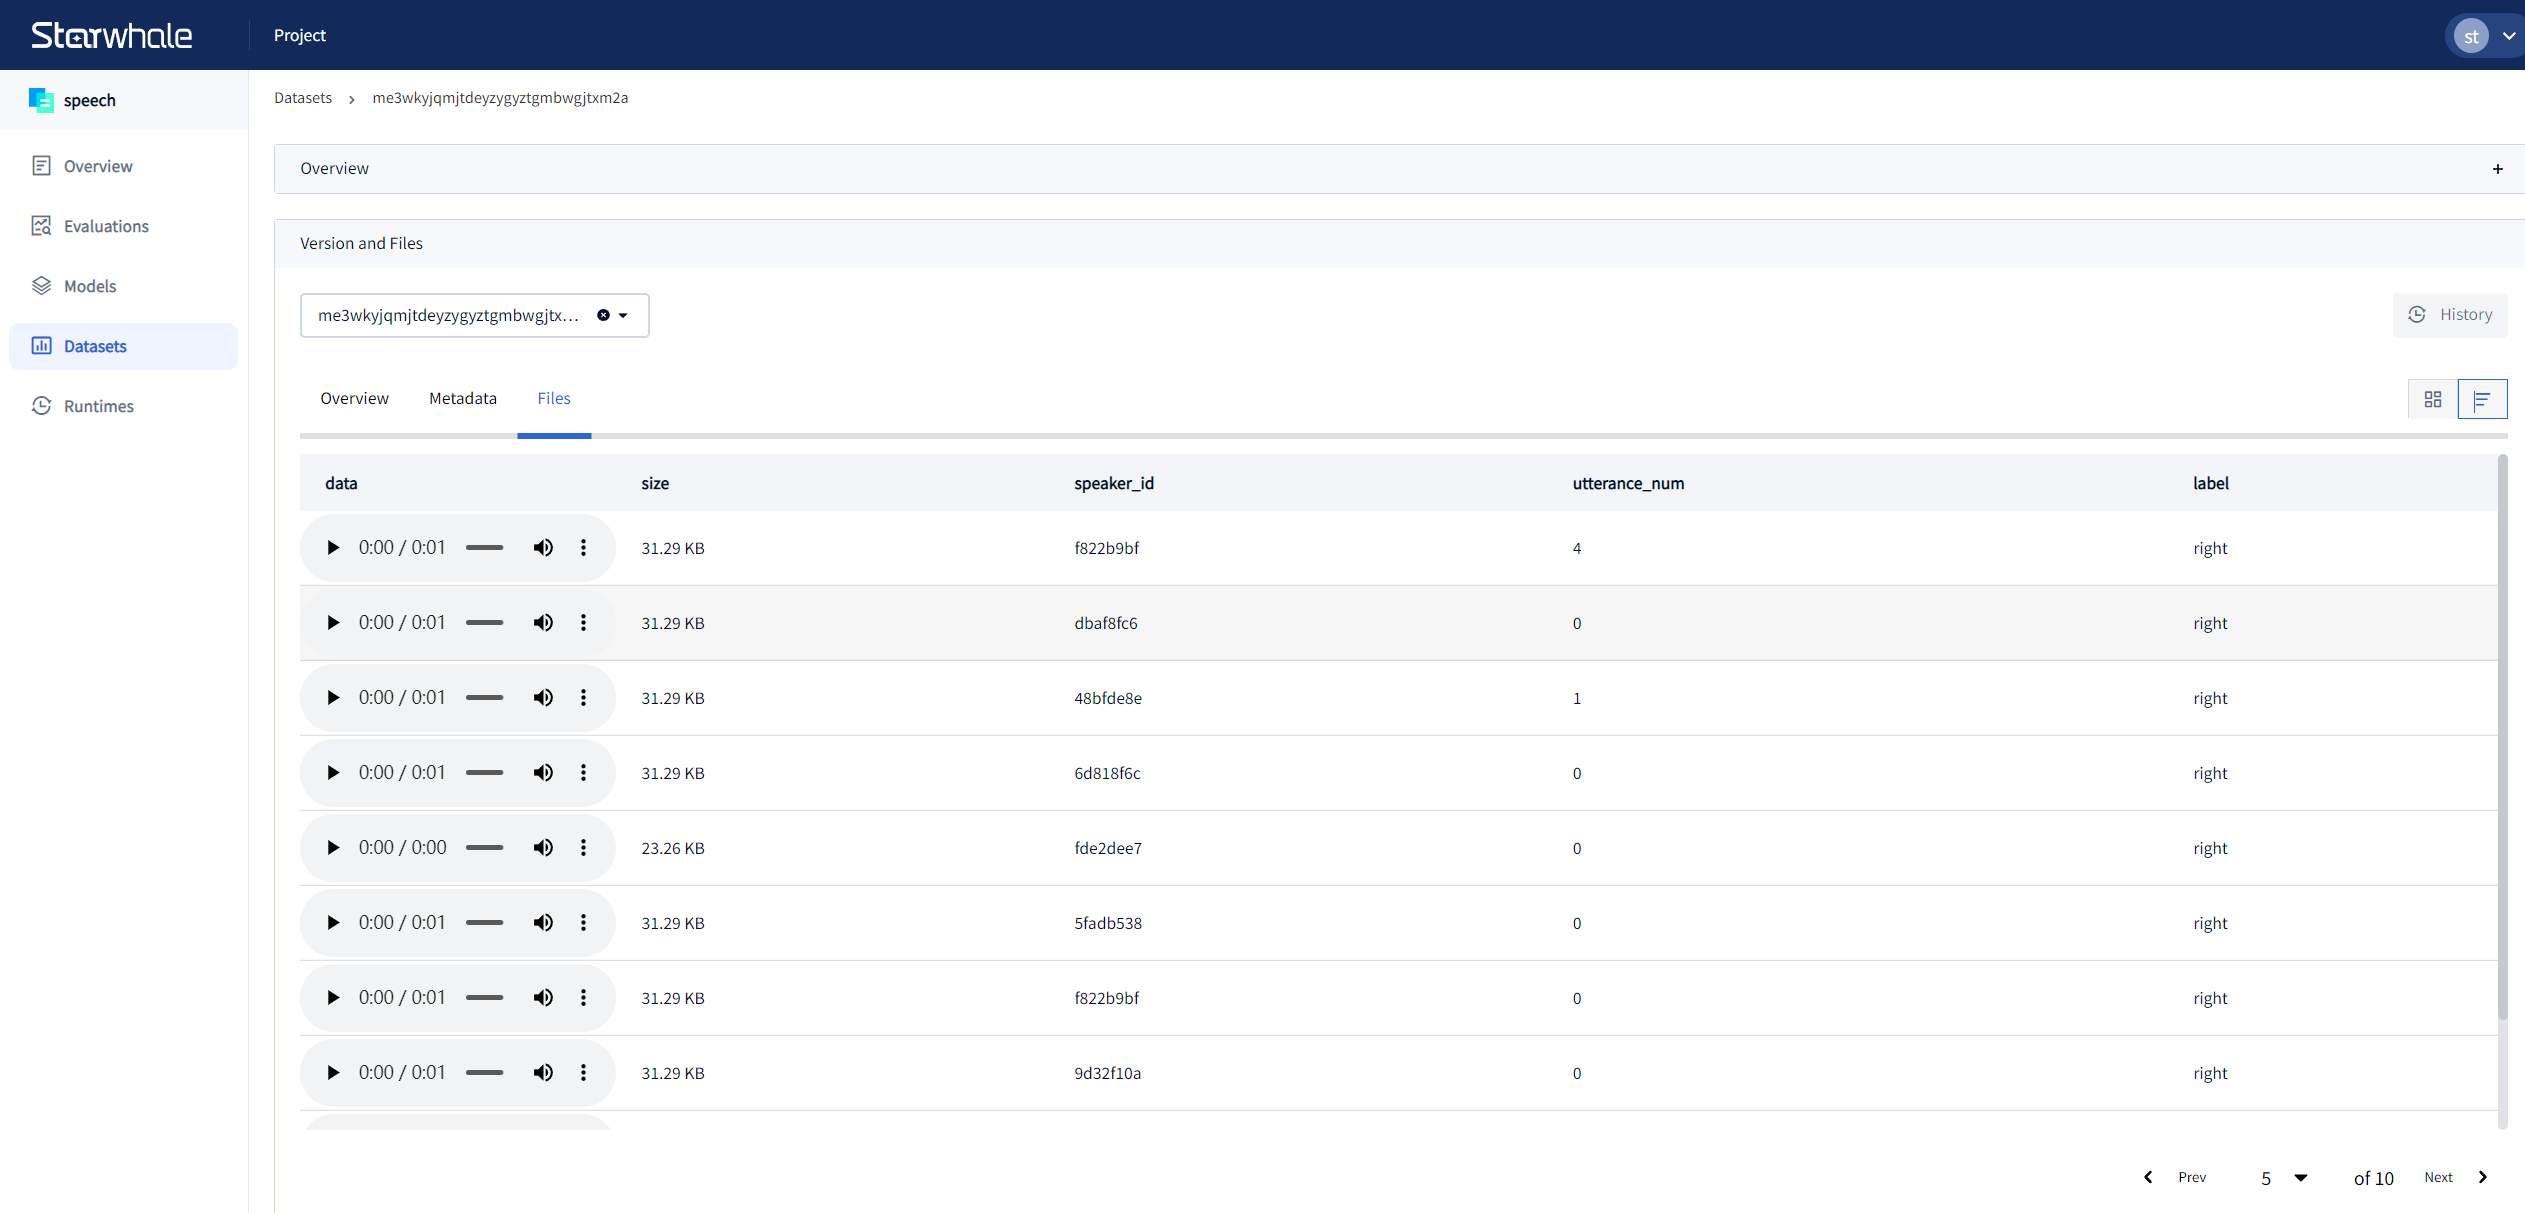 Starwhale
Project
st
speech
Overview
Evaluations
Models
Datasets
Runtimes
Datasets > me3wkyjqmjtdeyzygyztgmbwgjtxm2a
Overview +
Version and Files
me3wkyjqmjtdeyzygyztgmbwgjtx...
History
Overview Metadata Files
data size speaker_id utterance_num label
0:00 / 0:01 31.29 KB f822b9bf 4 right
0:00 / 0:01 31.29 KB dbaf8fc6 0 right
0:00 / 0:01 31.29 KB 48bfde8e 1 right
0:00 / 0:01 31.29 KB 6d818f6c 0 right
0:00 / 0:00 23.26 KB fde2dee7 0 right
0:00 / 0:01 31.29 KB 5fadb538 0 right
0:00 / 0:01 31.29 KB f822b9bf 0 right
0:00 / 0:01 31.29 KB 9d32f10a 0 right
Prev 5 of 10 Next